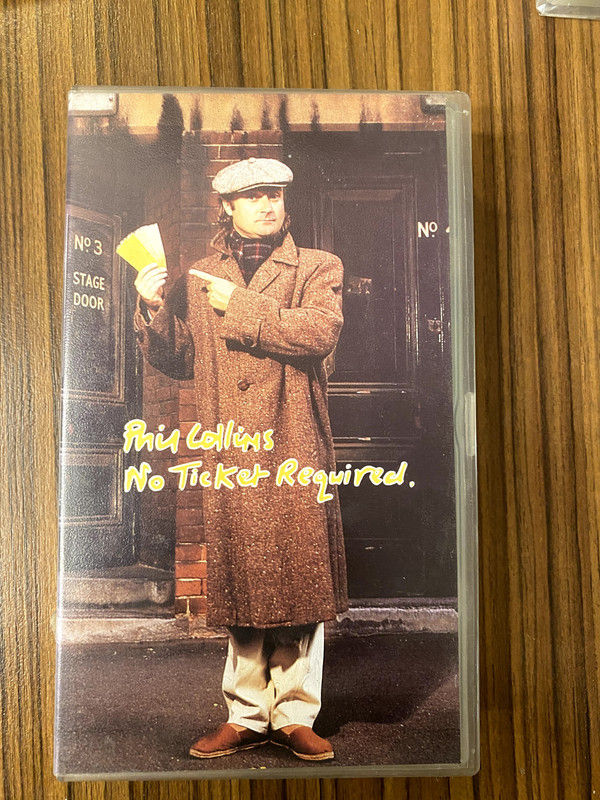 Nº 3
STAGE
DOOR
Nº
Phil Collins
No Ticket Required.